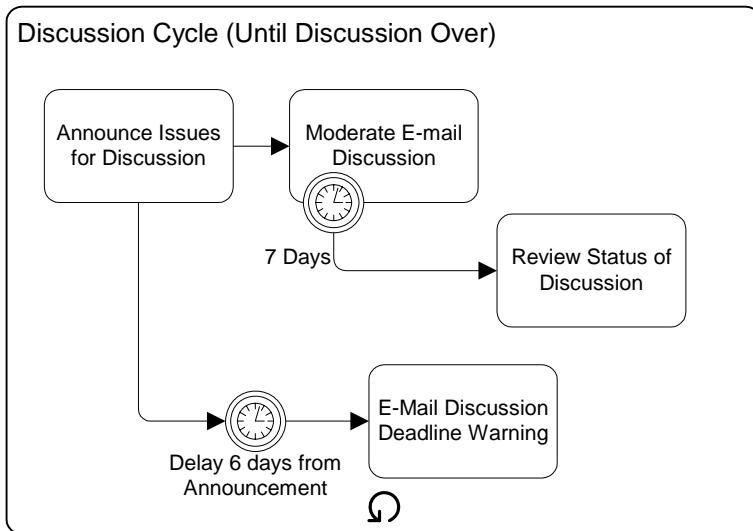 Discussion Cycle (Until Discussion Over)
Announce Issues
for Discussion
Moderate E-mail
Discussion
7 Days
Review Status of
Discussion
E-Mail Discussion
Deadline Warning
Delay 6 days from
Announcement